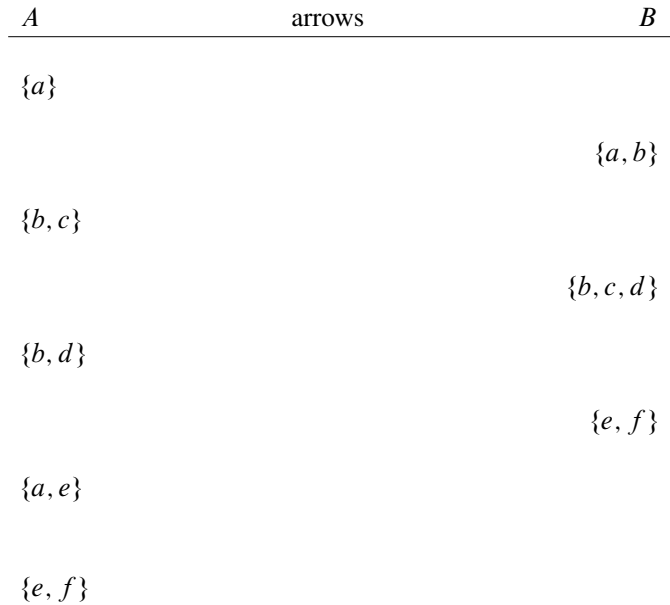 A arrows B
{a}
{a, b}
{b, c}
{b, c, d}
{b, d}
{e, f}
{a, e}
{e, f}